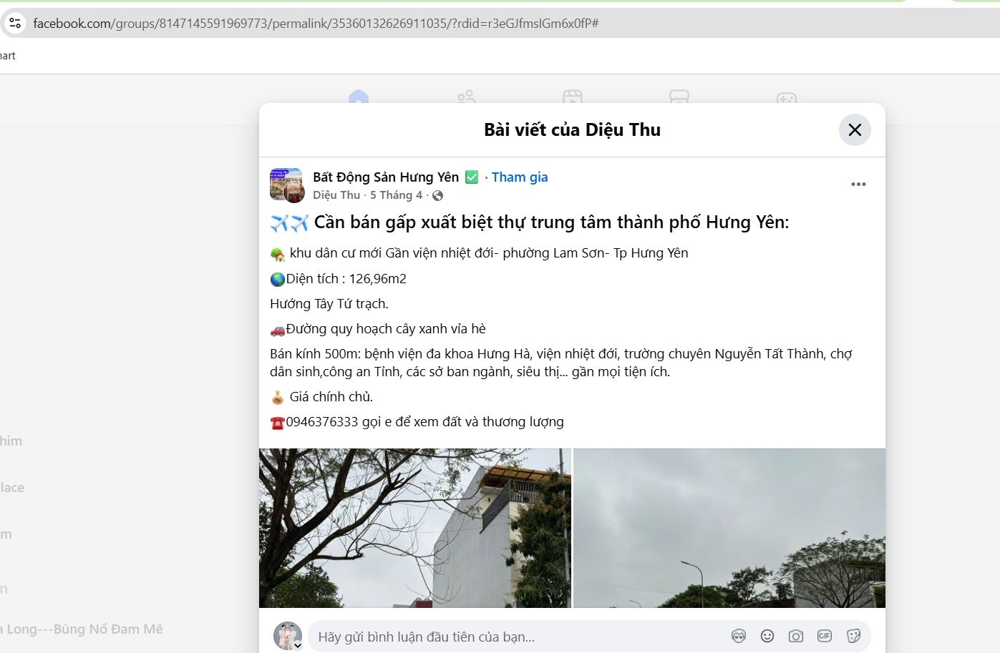 facebook.com/groups/8147145591969773/permalink/35360132626911035/?rdid=r3eGJfmsIGm6x0fP#
nart
Bài viết của Diệu Thu
Bất Động Sản Hưng Yên ✅ · Tham gia
Diệu Thu · 5 Tháng 4 ·
✈️✈️ Cần bán gấp xuất biệt thự trung tâm thành phố Hưng Yên:
🏡 khu dân cư mới Gần viện nhiệt đới- phường Lam Sơn- Tp Hưng Yên
🌎Diện tích : 126,96m2
Hướng Tây Tứ trạch.
🚗Đường quy hoạch cây xanh vỉa hè
Bán kính 500m: bệnh viện đa khoa Hưng Hà, viện nhiệt đới, trường chuyên Nguyễn Tất Thành, chợ
dân sinh,công an Tỉnh, các sở ban ngành, siêu thị... gần mọi tiện ích.
💰 Giá chính chủ.
☎️0946376333 gọi e để xem đất và thương lượng
him
lace
m
n
n Long---Bùng Nổ Đam Mê
Hãy gửi bình luận đầu tiên của bạn...
GIF